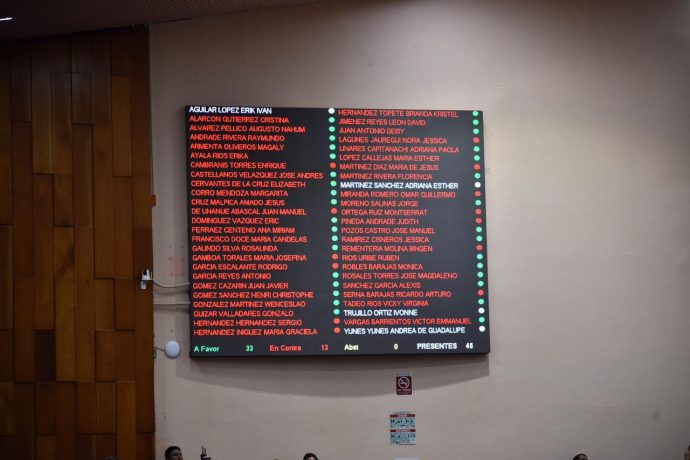 AGUILAR LOPEZ ERIK IVAN
ALARCON GUTIERREZ CRISTINA
ALVAREZ PELLICO AUGUSTO NAHUM
ANDRADE RIVERA RAYMUNDO
ARMENTA OLIVEROS MAGALY
AYALA RIOS ERIKA
CAMBRANIS TORRES ENRIQUE
CASTELLANOS VELAZQUEZ JOSE ANDRES
CERVANTES DE LA CRUZ ELIZABETH
CORRO MENDOZA MARGARITA
CRUZ MALPICA AMADO JESUS
DE UNANUE ABASCAL JUAN MANUEL
DOMINGUEZ VAZQUEZ ERIC
FERRAEZ CENTENO ANA MIRIAM
FRANCISCO DOCE MARIA CANDELAS
GALINDO SILVA ROSALINDA
GAMBOA TORALES MARIA JOSEFINA
GARCIA ESCALANTE RODRIGO
GARCIA REYES ANTONIO
GOMEZ CAZARIN JUAN JAVIER
GOMEZ SANCHEZ HENRI CHRISTOPHE
GONZALEZ MARTINEZ WENCESLAO
GUIZAR VALLADARES GONZALO
HERNANDEZ HERNANDEZ SERGIO
HERNANDEZ IÑIGUEZ MARIA GRACIELA
HERNANDEZ TOPETE BRIANDA KRISTEL
JIMENEZ REYES LEON DAVID
JUAN ANTONIO DEISY
LAGUNES JAUREGUI NORA JESSICA
LINARES CAPITANACHI ADRIANA PAOLA
LOPEZ CALLEJAS MARIA ESTHER
MARTINEZ DIAZ MARIA DE JESUS
MARTINEZ RIVERA FLORENCIA
MARTINEZ SANCHEZ ADRIANA ESTHER
MIRANDA ROMERO OMAR GUILLERMO
MORENO SALINAS JORGE
ORTEGA RUIZ MONTSERRAT
PINEDA ANDRADE JUDITH
POZOS CASTRO JOSE MANUEL
RAMIREZ CISNEROS JESSICA
REMENTERIA MOLINA BINGEN
RIOS URIBE RUBEN
ROBLES BARAJAS MONICA
ROSALES TORRES JOSE MAGDALENO
SANCHEZ GARCIA ALEXIS
SERNA BARAJAS RICARDO ARTURO
TADEO RIOS VICKY VIRGINIA
TRUJILLO ORTIZ IVONNE
VARGAS BARRIENTOS VICTOR EMMANUEL
YUNES YUNES ANDREA DE GUADALUPE
A Favor 33 En Contra 13 Abst 0 PRESENTES 46